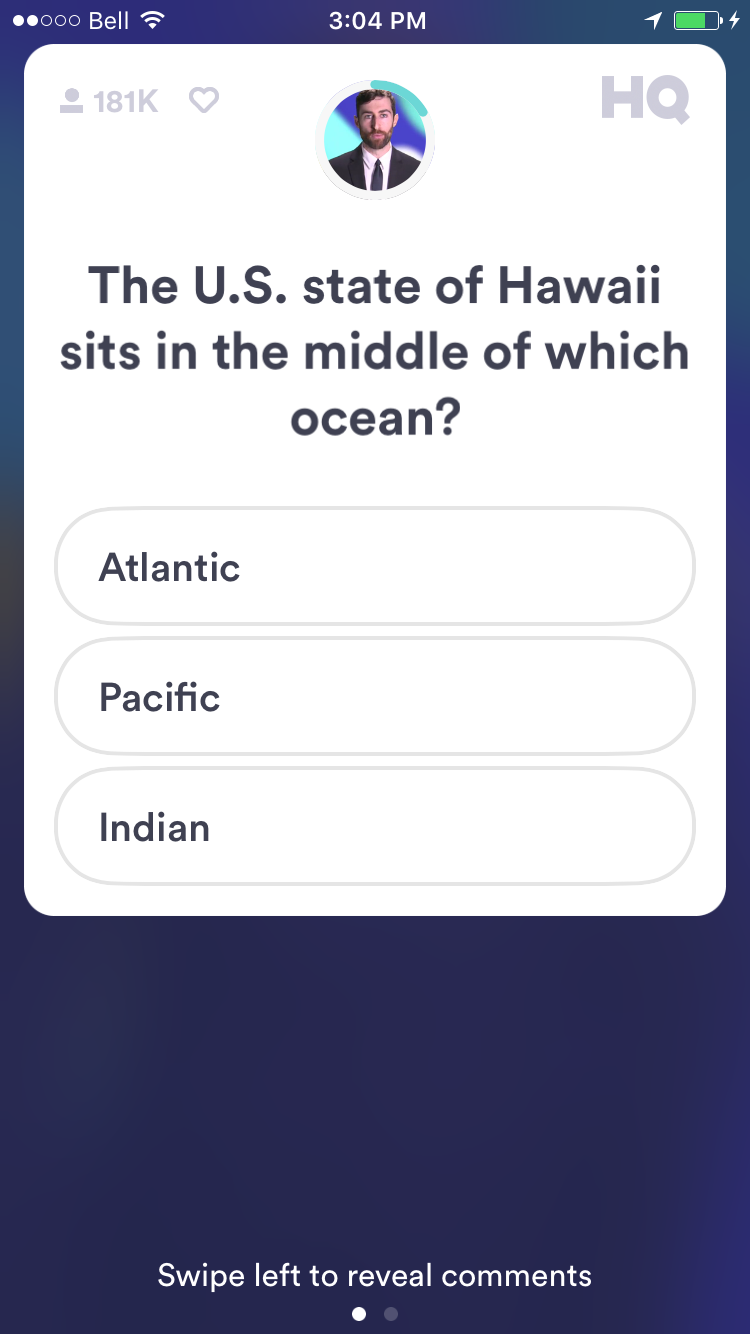 Bell 3:04 PM
181K HQ
The U.S. state of Hawaii
sits in the middle of which
ocean?
Atlantic
Pacific
Indian
Swipe left to reveal comments